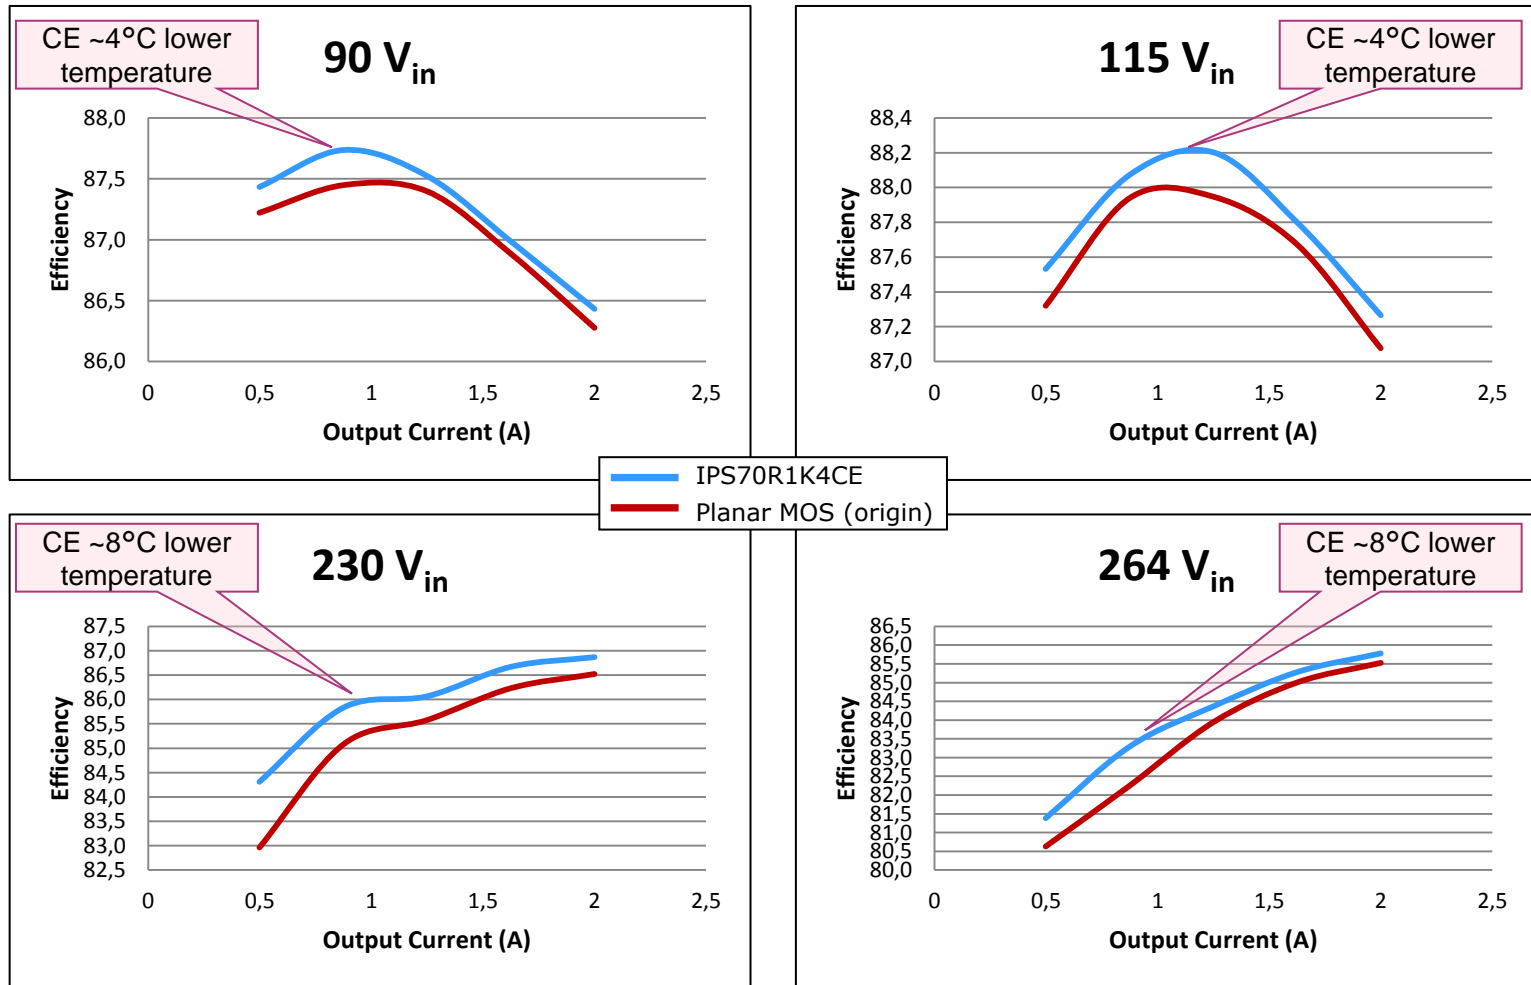 CE ~4°C lower
temperature
90 Vin
88,0
87,5
87,0
86,5
86,0
Efficiency
0 0,5 1 1,5 2 2,5
Output Current (A)
CE ~4°C lower
temperature
115 Vin
88,4
88,2
88,0
87,8
87,6
87,4
87,2
87,0
Efficiency
0 0,5 1 1,5 2 2,5
Output Current (A)
IPS70R1K4CE
Planar MOS (origin)
CE ~8°C lower
temperature
230 Vin
87,5
87,0
86,5
86,0
85,5
85,0
84,5
84,0
83,5
83,0
82,5
Efficiency
0 0,5 1 1,5 2 2,5
Output Current (A)
CE ~8°C lower
temperature
264 Vin
86,5
86,0
85,5
85,0
84,5
84,0
83,5
83,0
82,5
82,0
81,5
81,0
80,5
80,0
Efficiency
0 0,5 1 1,5 2 2,5
Output Current (A)